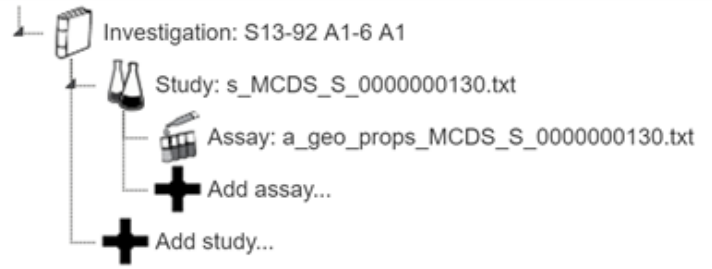 Investigation: S13-92 A1-6 A1
Study: s_MCDS_S_0000000130.txt
Assay: a_geo_props_MCDS_S_0000000130.txt
Add assay...
Add study...